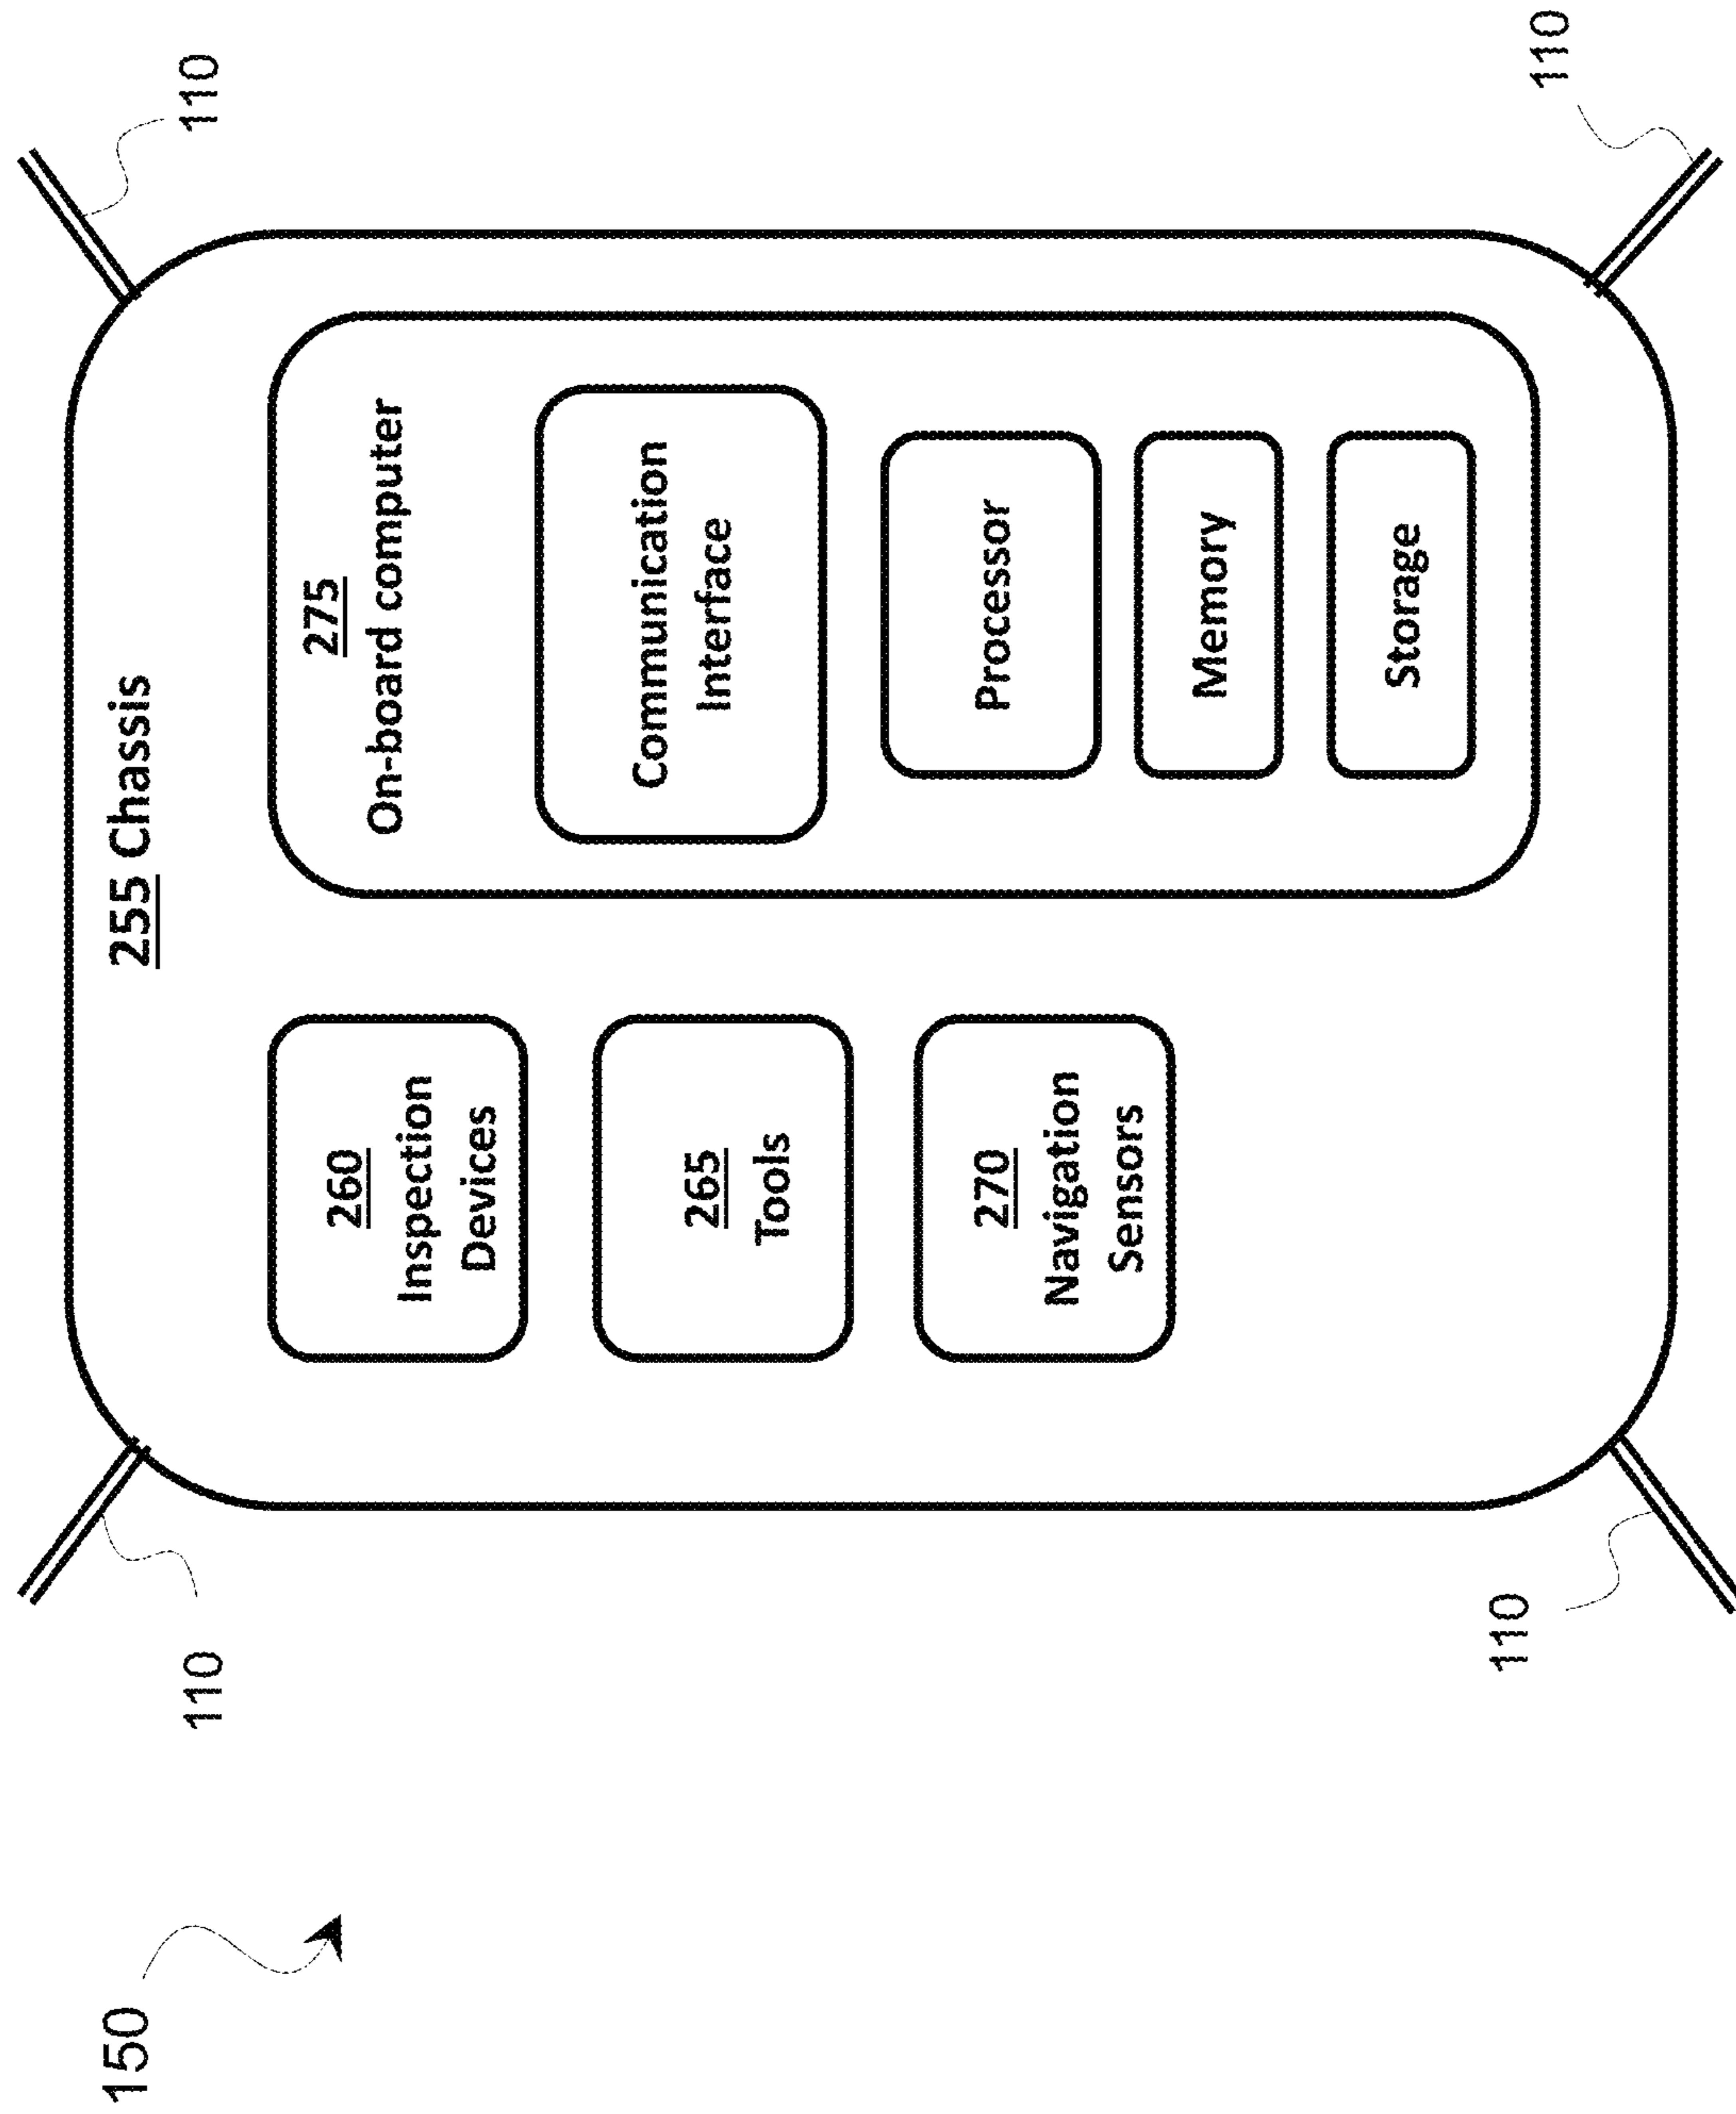 150
110
110
255 Chassis
260
Inspection
Devices
265
Tools
270
Navigation
Sensors
275
On-board computer
Communication
Interface
Processor
Memory
Storage
110
110